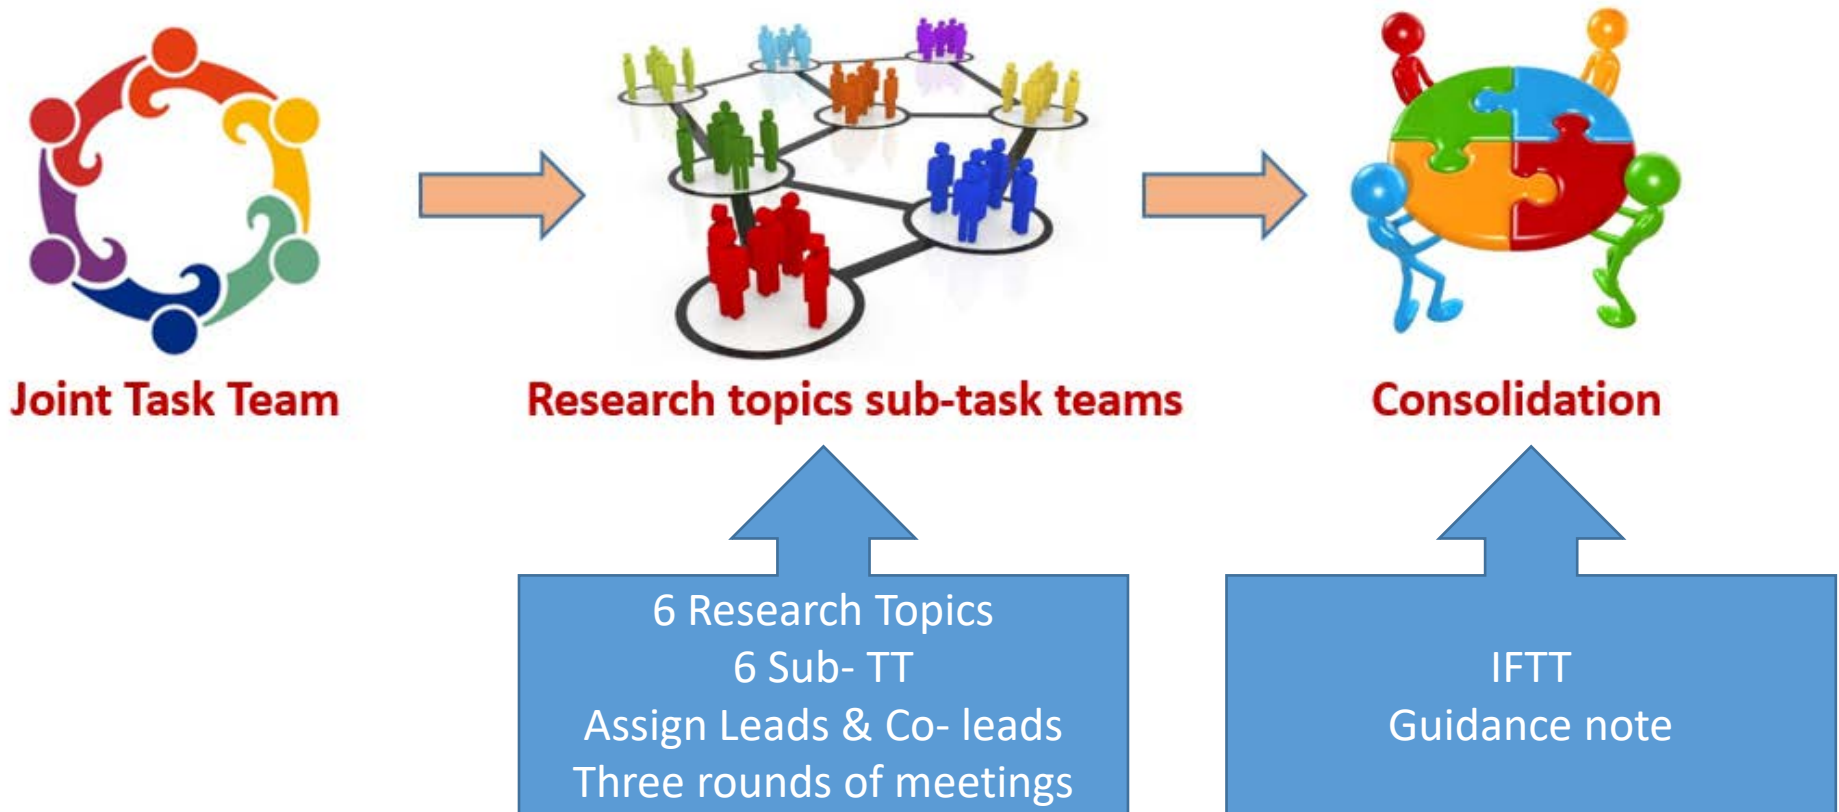 Joint Task Team
Research topics sub-task teams
Consolidation
6 Research Topics
6 Sub- TT
Assign Leads & Co- leads
Three rounds of meetings
IFTT
Guidance note